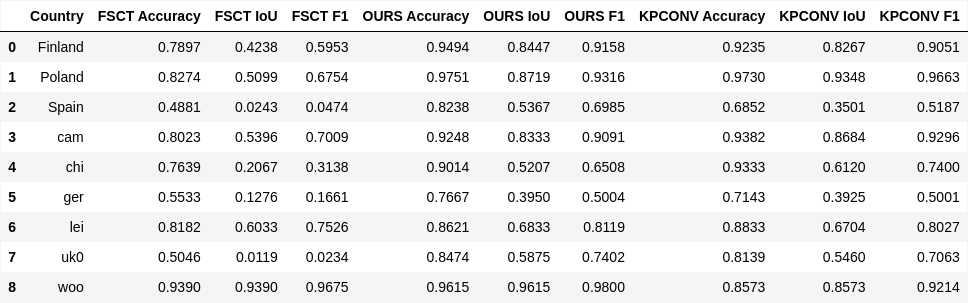 Country FSCT Accuracy FSCT IoU FSCT F1 OURS Accuracy OURS IoU OURS F1 KPCONV Accuracy KPCONV IoU KPCONV F1
0 Finland 0.7897 0.4238 0.5953 0.9494 0.8447 0.9158 0.9235 0.8267 0.9051
1 Poland 0.8274 0.5099 0.6754 0.9751 0.8719 0.9316 0.9730 0.9348 0.9663
2 Spain 0.4881 0.0243 0.0474 0.8238 0.5367 0.6985 0.6852 0.3501 0.5187
3 cam 0.8023 0.5396 0.7009 0.9248 0.8333 0.9091 0.9382 0.8684 0.9296
4 chi 0.7639 0.2067 0.3138 0.9014 0.5207 0.6508 0.9333 0.6120 0.7400
5 ger 0.5533 0.1276 0.1661 0.7667 0.3950 0.5004 0.7143 0.3925 0.5001
6 lei 0.8182 0.6033 0.7526 0.8621 0.6833 0.8119 0.8833 0.6704 0.8027
7 uk0 0.5046 0.0119 0.0234 0.8474 0.5875 0.7402 0.8139 0.5460 0.7063
8 woo 0.9390 0.9390 0.9675 0.9615 0.9615 0.9800 0.8573 0.8573 0.9214